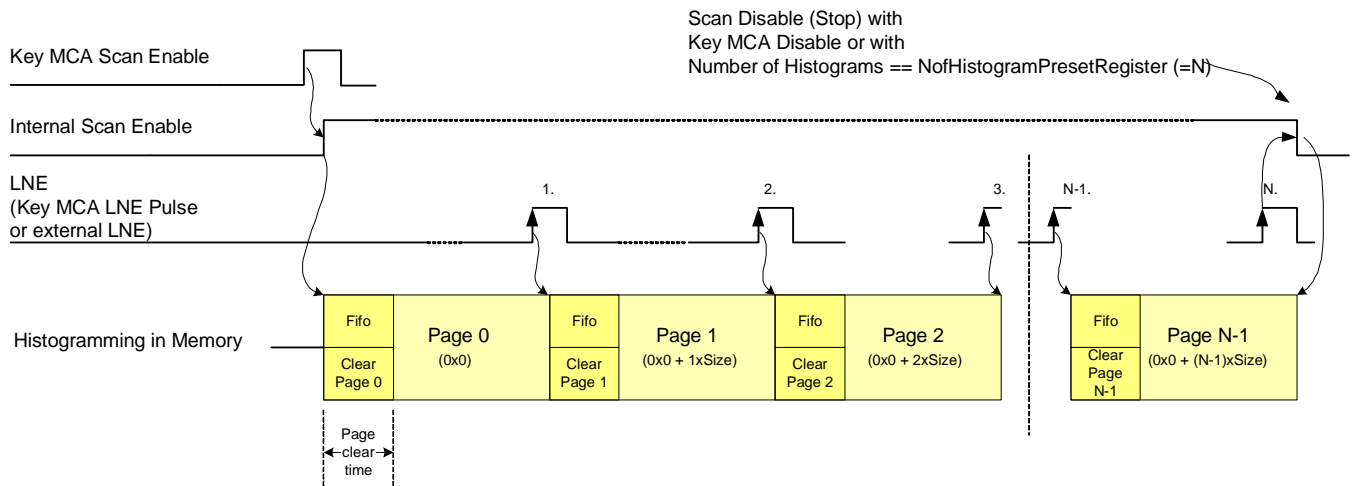 Scan Disable (Stop) with
Key MCA Disable or with
Number of Histograms == NofHistogramPresetRegister (=N)
Key MCA Scan Enable
Internal Scan Enable
LNE
(Key MCA LNE Pulse
or external LNE)
1.
2.
3.
N-1.
N.
Histogramming in Memory
Fifo
Clear
Page 0
Page 0
(0x0)
Fifo
Clear
Page 1
Page 1
(0x0 + 1xSize)
Fifo
Clear
Page 2
Page 2
(0x0 + 2xSize)
Fifo
Clear
Page
N-1
Page N-1
(0x0 + (N-1)xSize)
Page
clear
time